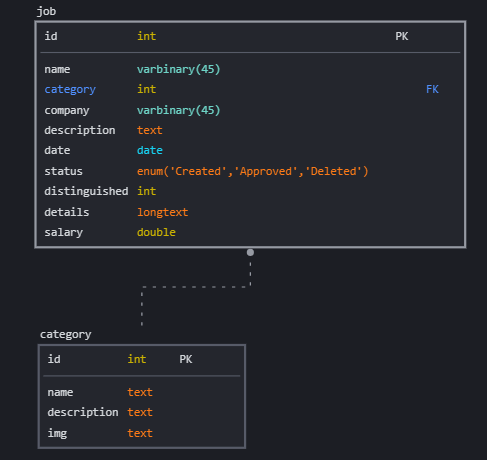 job
id int PK
name varbinary(45)
category int FK
company varbinary(45)
description text
date date
status enum('Created','Approved','Deleted')
distinguished int
details longtext
salary double
category
id int PK
name text
description text
img text